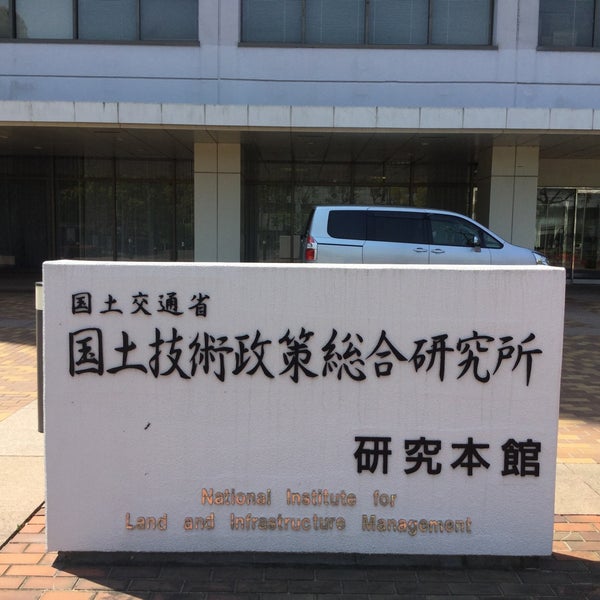 国土交通省
国土技術政策総合研究所
研究本館
National Institute for
Land and Infrastructure Management